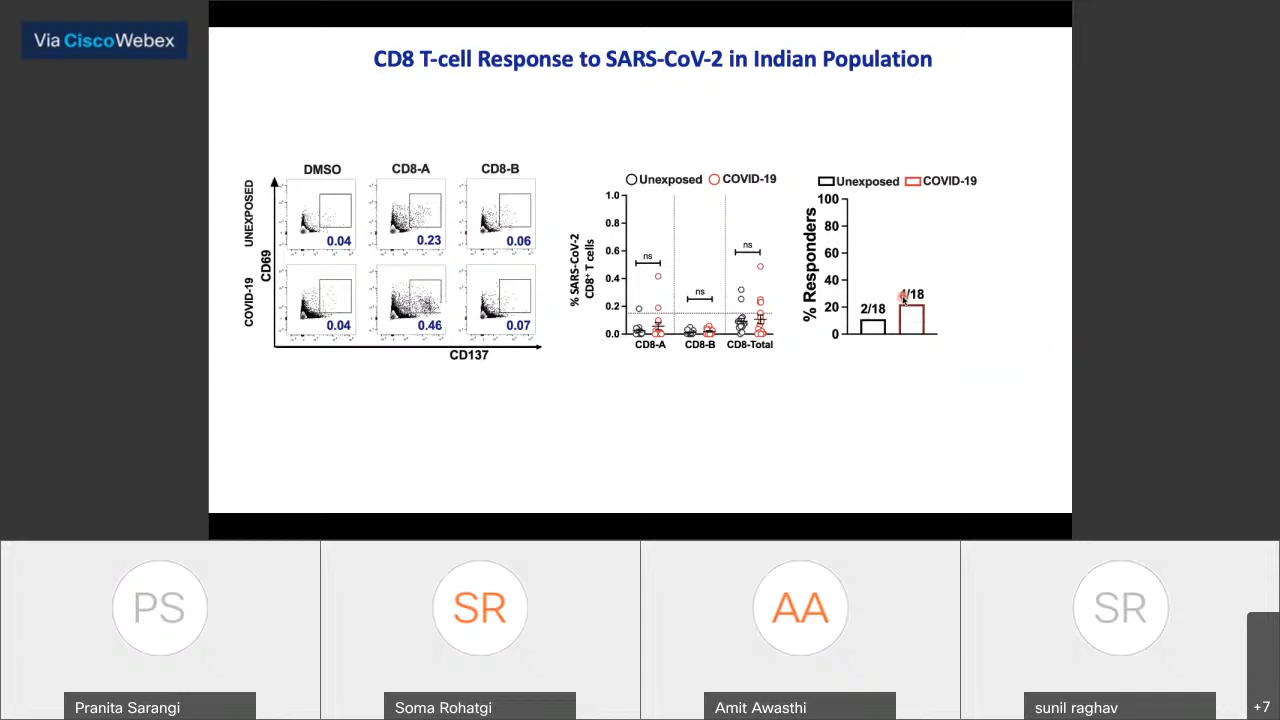 Via Cisco Webex
CD8 T-cell Response to SARS-CoV-2 in Indian Population
DMSO CD8-A CD8-B
UNEXPOSED
0.04 0.23 0.06
CD69
COVID-19
0.04 0.46 0.07
CD137
Unexposed COVID-19
% SARS-CoV-2
CD8+ T cells
1.0
0.8
0.6
0.4
0.2
0.0
ns
ns
ns
CD8-A CD8-B CD8-Total
Unexposed COVID-19
% Responders
100
80
60
40
20
0
2/18
/18
PS
SR
AA
SR
Pranita Sarangi
Soma Rohatgi
Amit Awasthi
sunil raghav
+7